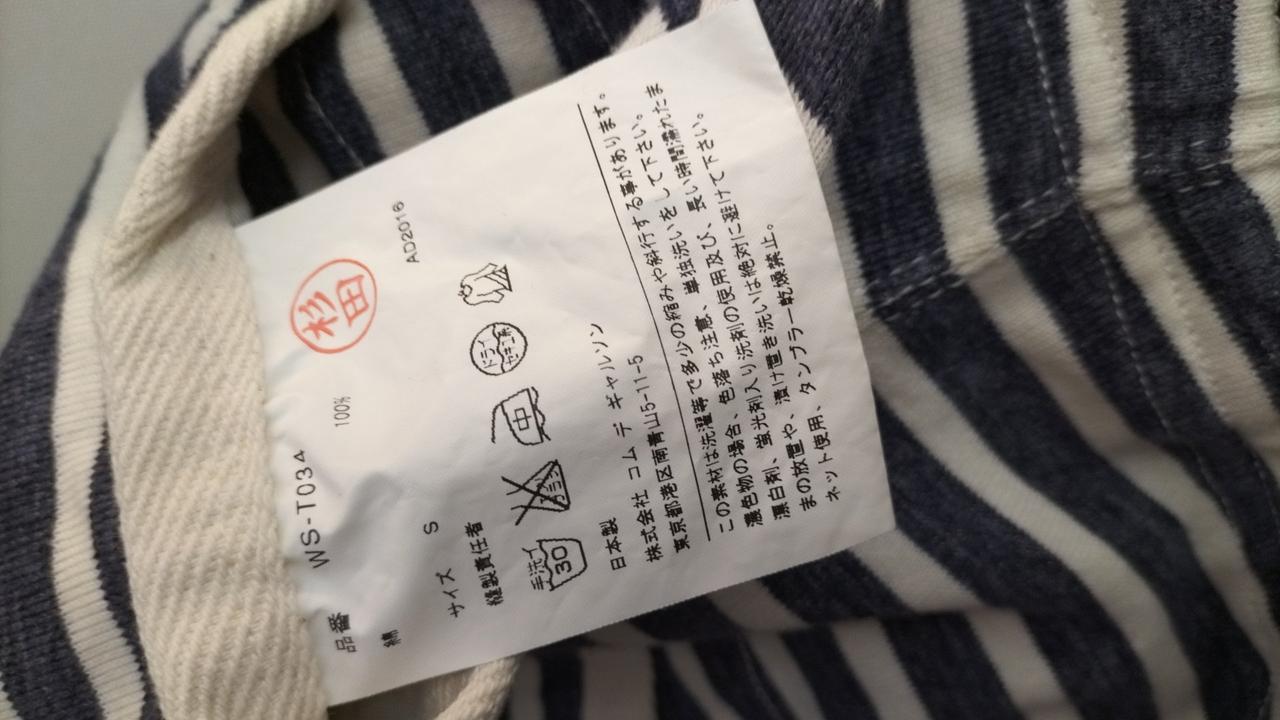 品番 WS-T034
綿 100%
杉田
AD2016
サイズ S
縫製責任者
手洗イ
30
エンソサラシ
中
ドライ
セキユ系
日本製
株式会社 コム デ ギャルソン
東京都港区南青山5-11-5
この素材は洗濯等で多少の縮みや斜行する事があります。
濃色物の場合、色落ち注意、単独洗いをして下さい。
漂白剤、蛍光剤入り洗剤の使用及び、長い時間濡れたま
まの放置や、漬け置き洗いは絶対に避けて下さい。
ネット使用、タンブラー乾燥禁止。